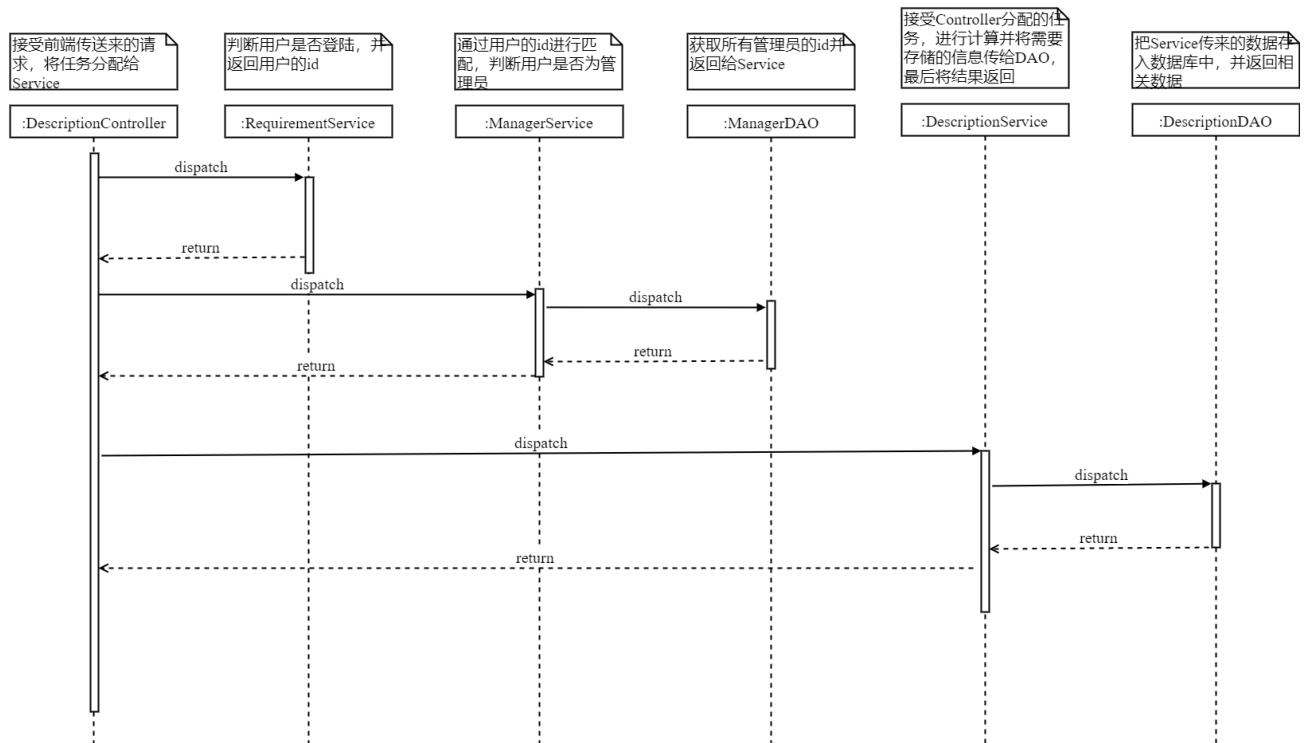 接受前端传送来的请
求，将任务分配给
Service
判断用户是否登陆，并
返回用户的id
通过用户的id进行匹
配，判断用户是否为管
理员
获取所有管理员的id并
返回给Service
接受Controller分配的任
务，进行计算并将需要
存储的信息传给DAO，
最后将结果返回
把Service传来的数据存
入数据库中，并返回相
关数据
:DescriptionController
:RequirementService
:ManagerService
:ManagerDAO
:DescriptionService
:DescriptionDAO
dispatch
return
dispatch
dispatch
return
return
dispatch
dispatch
return
return